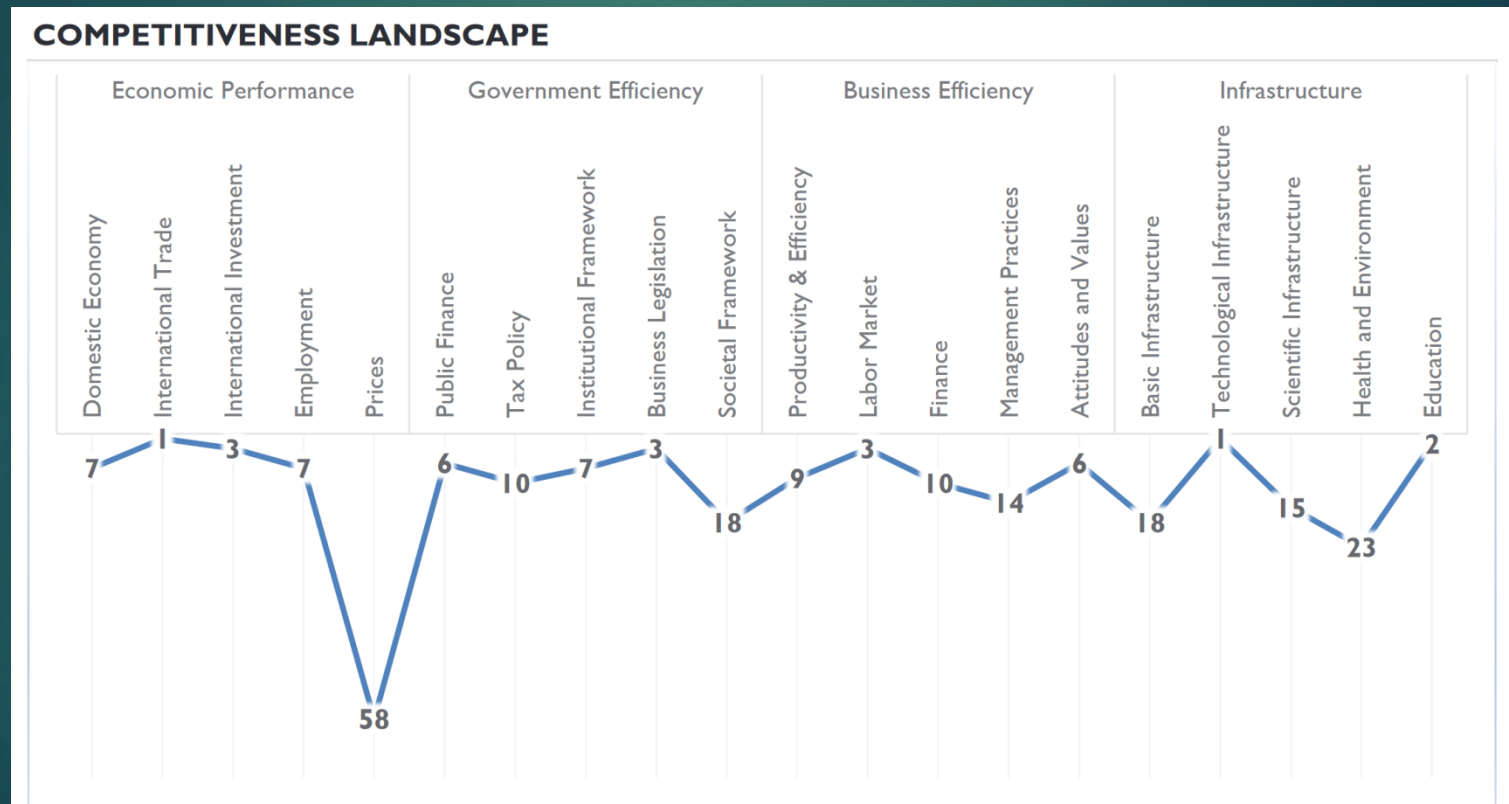 COMPETITIVENESS LANDSCAPE
Economic Performance
Government Efficiency
Business Efficiency
Infrastructure
Domestic Economy
International Trade
International Investment
Employment
Prices
Public Finance
Tax Policy
Institutional Framework
Business Legislation
Societal Framework
Productivity & Efficiency
Labor Market
Finance
Management Practices
Attitudes and Values
Basic Infrastructure
Technological Infrastructure
Scientific Infrastructure
Health and Environment
Education
7
1
3
7
58
6
10
7
3
18
9
3
10
14
6
18
1
15
23
2